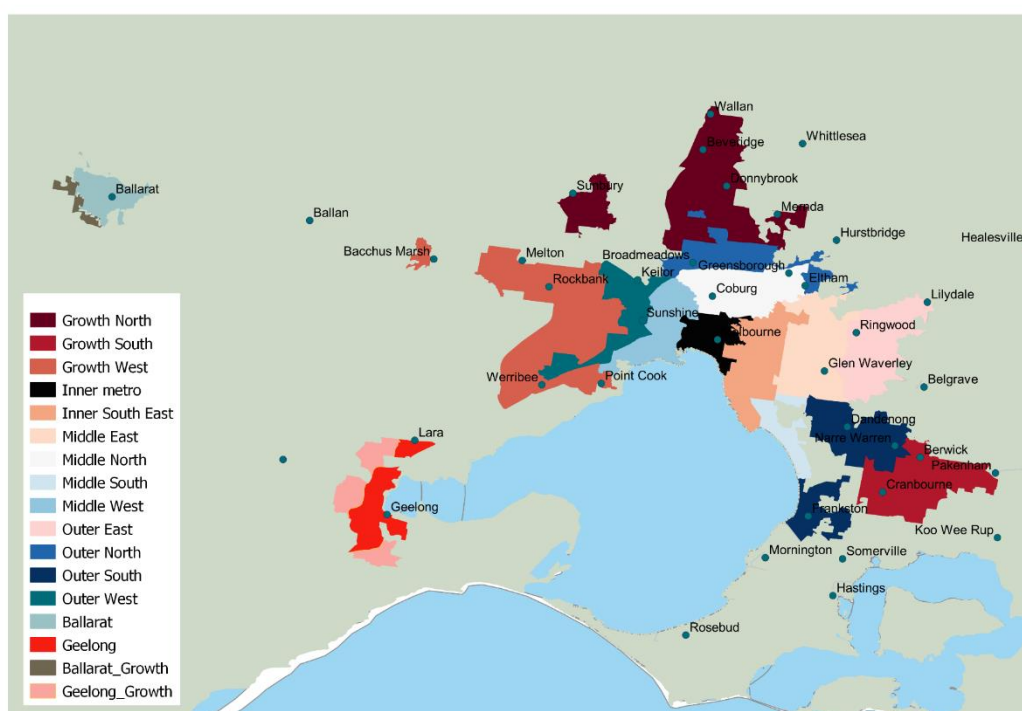 Wallan
Whittlesea
Beveridge
Donnybrook
Sunbury
Mernda
Ballarat
Ballan
Hurstbridge
Healesville
Bacchus Marsh
Melton
Broadmeadows
Greensborough
Keilor
Eltham
Rockbank
Coburg
Lilydale
Sunshine
Melbourne
Ringwood
Glen Waverley
Werribee
Point Cook
Belgrave
Lara
Dandenong
Narre Warren
Berwick
Pakenham
Cranbourne
Geelong
Frankston
Koo Wee Rup
Mornington
Somerville
Hastings
Rosebud
Growth North
Growth South
Growth West
Inner metro
Inner South East
Middle East
Middle North
Middle South
Middle West
Outer East
Outer North
Outer South
Outer West
Ballarat
Geelong
Ballarat_Growth
Geelong_Growth